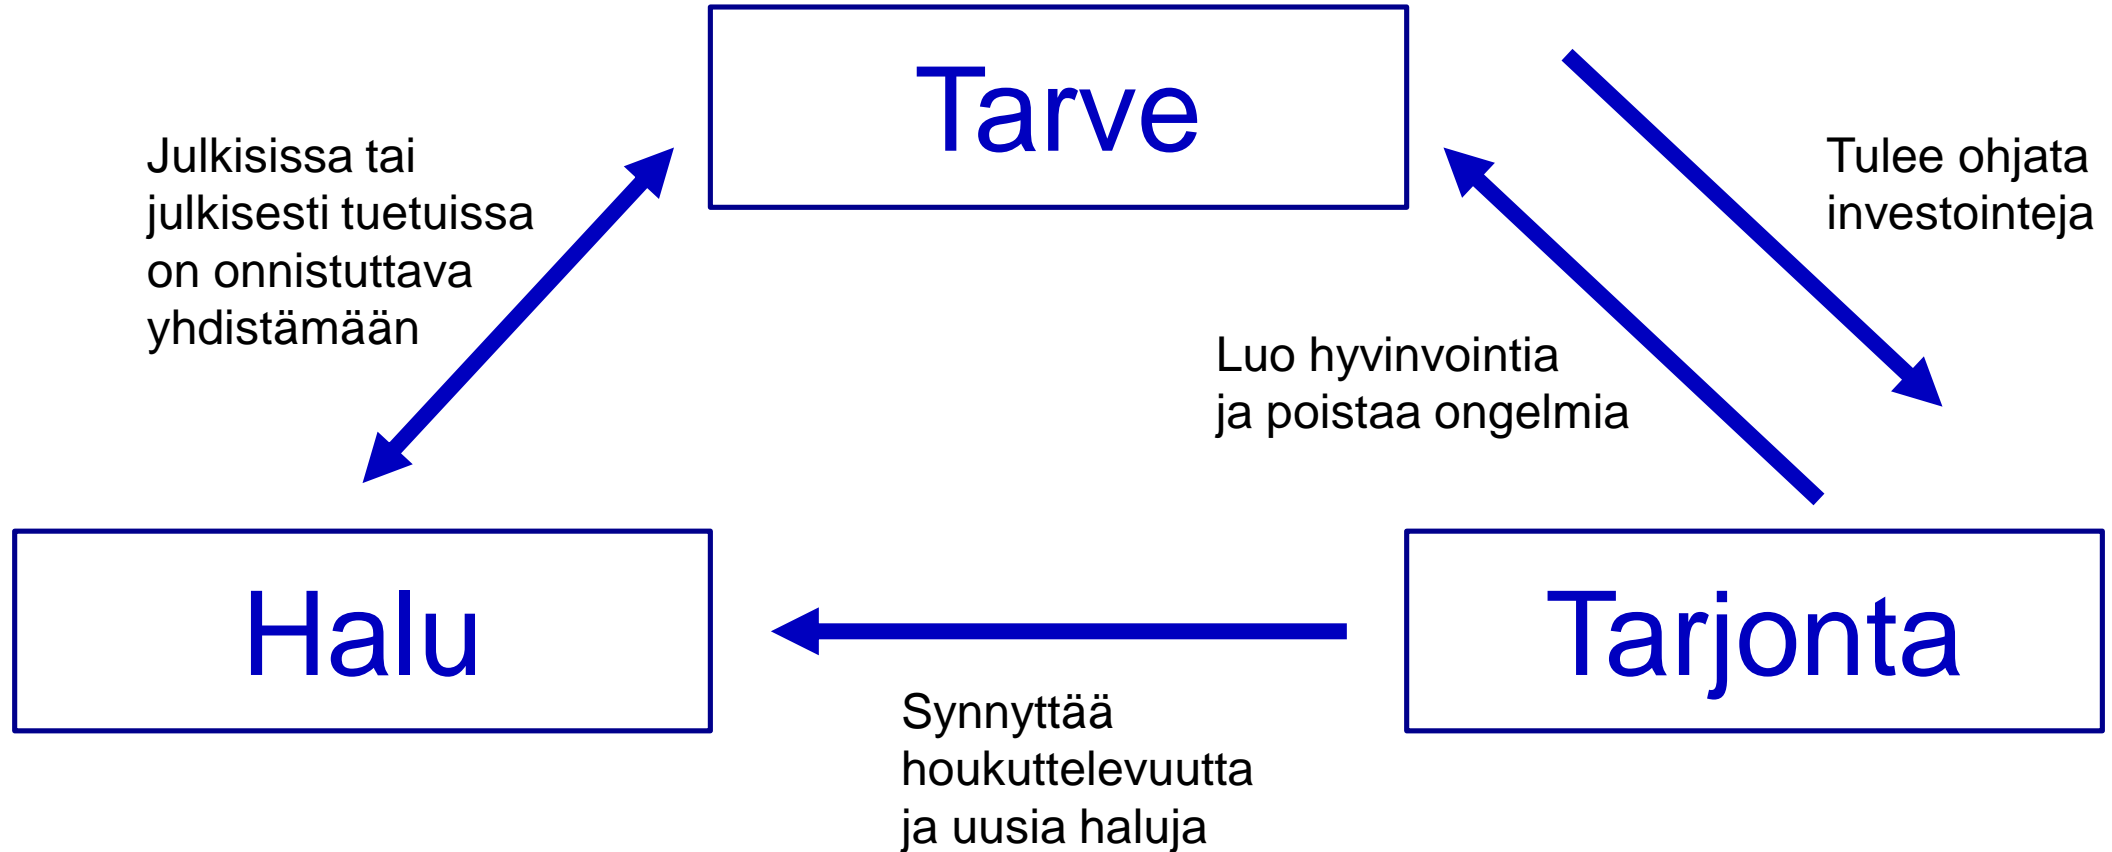 Tarve
Julkisissa tai
julkisesti tuetuissa
on onnistuttava
yhdistämään
Tulee ohjata
investointeja
Luo hyvinvointia
ja poistaa ongelmia
Halu
Tarjonta
Synnyttää
houkuttelevuutta
ja uusia haluja